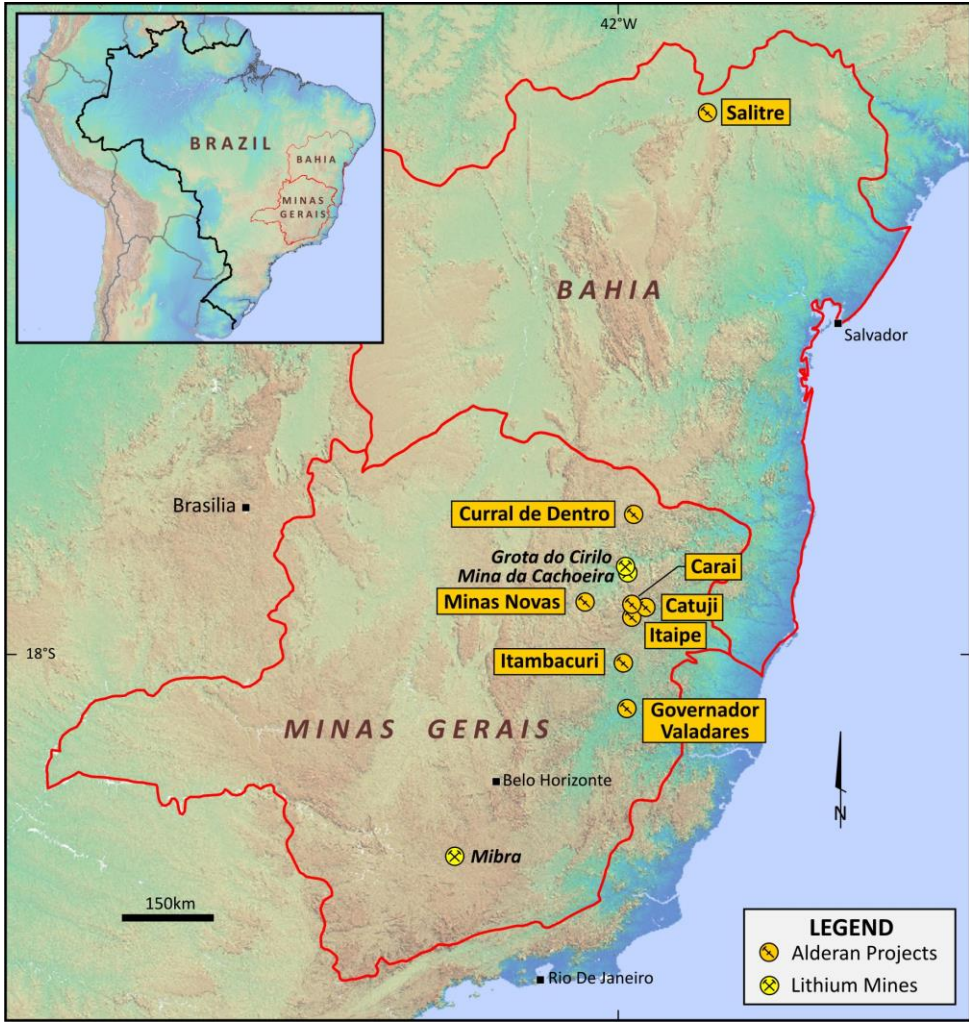 42°W
BRAZIL
BAHIA
MINAS
GERAIS
Salitre
BAHIA
Salvador
Brasilia
Curral de Dentro
Grota do Cirilo
Mina da Cachoeira
Carai
Minas Novas
Catuji
Itaipe
18°S
Itambacuri
Governador
Valadares
MINAS GERAIS
Belo Horizonte
N
Mibra
150km
LEGEND
Alderan Projects
Lithium Mines
Rio De Janeiro